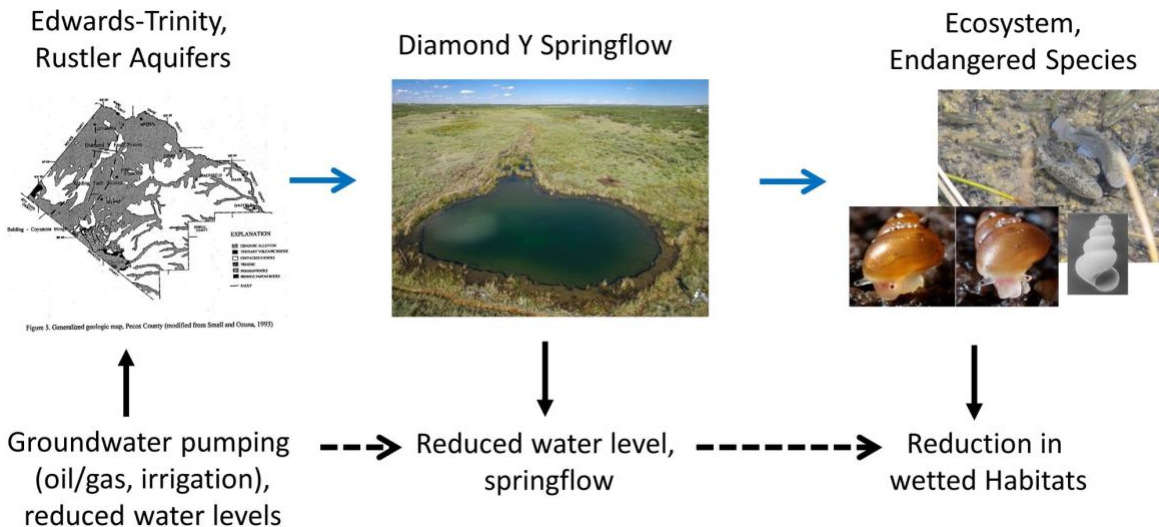 Edwards-Trinity,
Rustler Aquifers
Diamond Y Springflow
Ecosystem,
Endangered Species
EXPLANATION
FAULT
Figure 5. Generalized geologic map, Pecos County (modified from Small and Ozuna, 1993)
Groundwater pumping
(oil/gas, irrigation),
reduced water levels
Reduced water level,
springflow
Reduction in
wetted Habitats